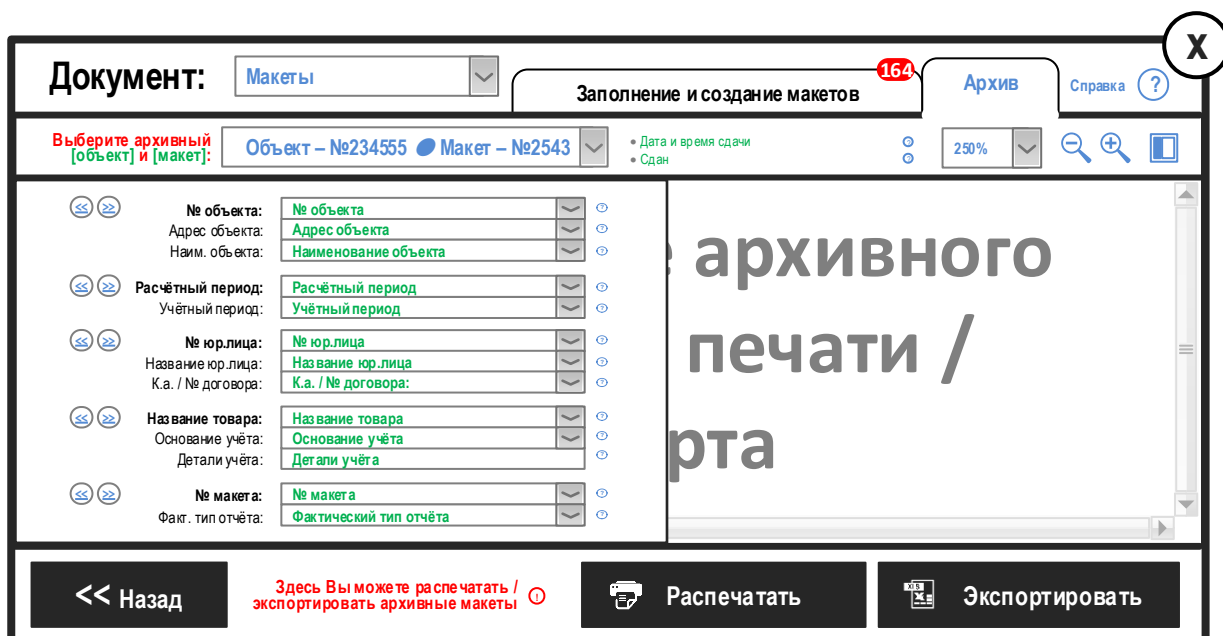 X
Документ:
Макеты
Заполнение и создание макетов
164
Архив
Справка ?
Выберите архивный
[объект] и [макет]:
Объект – №234555 Макет – №2543
• Дата и время сдачи
• Сдан
250%
<< >> № объекта: № объекта
Адрес объекта: Адрес объекта
Наим. объекта: Наименование объекта
<< >> Расчётный период: Расчётный период
Учётный период: Учётный период
<< >> № юр.лица: № юр.лица
Название юр.лица: Название юр.лица
К.а. / № договора: К.а. / № договора:
<< >> Название товара: Название товара
Основание учёта: Основание учёта
Детали учёта: Детали учёта
<< >> № макета: № макета
Факт. тип отчёта: Фактический тип отчёта
архивного
печати /
рта
<< Назад
Здесь Вы можете распечатать /
экспортировать архивные макеты
Распечатать
XLS
Экспортировать